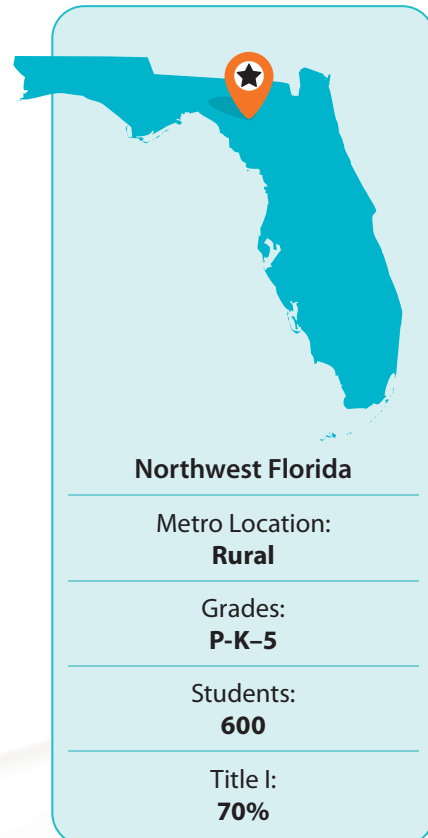 Northwest Florida
Metro Location:
Rural
Grades:
P-K–5
Students:
600
Title I:
70%